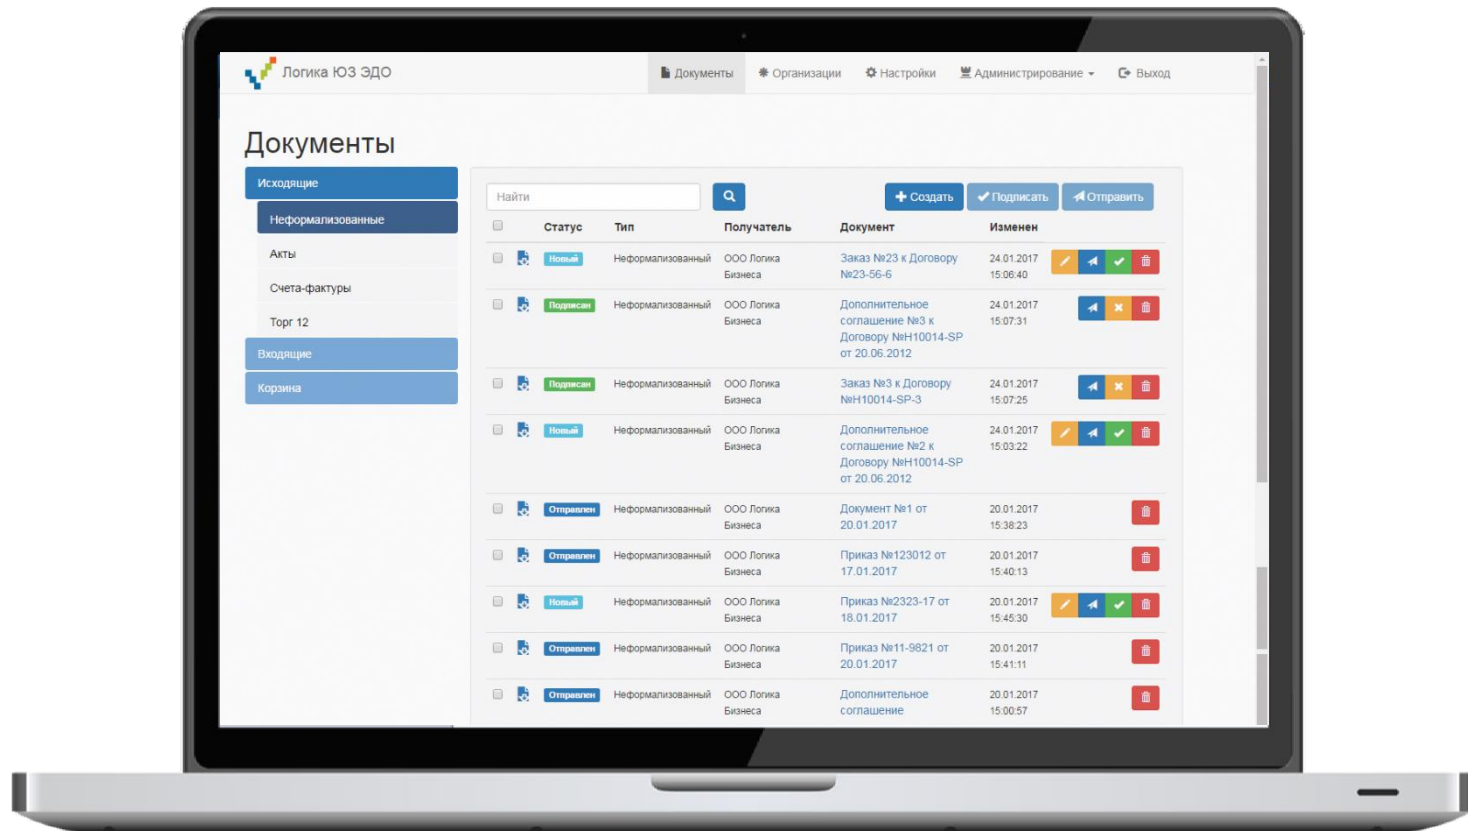 Логика ЮЗ ЭДО
Документы Организации Настройки Администрирование Выход
Документы
Исходящие
Неформализованные
Акты
Счета-фактуры
Торг 12
Входящие
Корзина
Найти Создать Подписать Отправить
Статус Тип Получатель Документ Изменен
Новый Неформализованный ООО Логика Заказ №23 к Договору 24.01.2017
Бизнеса №23-56-6 15:06:40
Подписан Неформализованный ООО Логика Дополнительное 24.01.2017
Бизнеса соглашение №3 к 15:07:31
Договору №H10014-SP
от 20.06.2012
Подписан Неформализованный ООО Логика Заказ №3 к Договору 24.01.2017
Бизнеса №H10014-SP-3 15:07:25
Новый Неформализованный ООО Логика Дополнительное 24.01.2017
Бизнеса соглашение №2 к 15:03:22
Договору №H10014-SP
от 20.06.2012
Отправлен Неформализованный ООО Логика Документ №1 от 20.01.2017
Бизнеса 20.01.2017 15:38:23
Отправлен Неформализованный ООО Логика Приказ №123012 от 20.01.2017
Бизнеса 17.01.2017 15:40:13
Новый Неформализованный ООО Логика Приказ №2323-17 от 20.01.2017
Бизнеса 18.01.2017 15:45:30
Отправлен Неформализованный ООО Логика Приказ №11-9821 от 20.01.2017
Бизнеса 20.01.2017 15:41:11
Отправлен Неформализованный ООО Логика Дополнительное 20.01.2017
Бизнеса соглашение 15:00:57